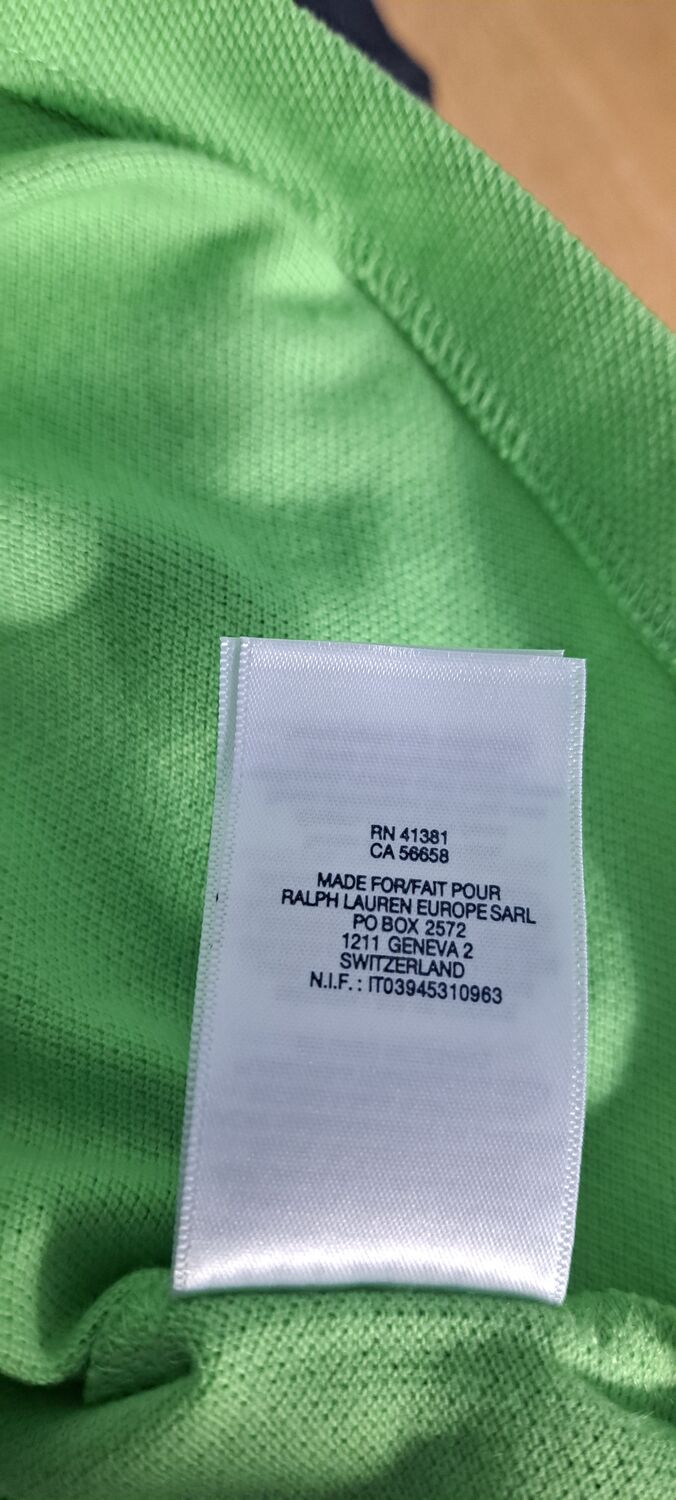 RN 41381
CA 56658
MADE FOR/FAIT POUR
RALPH LAUREN EUROPE SARL
PO BOX 2572
1211 GENEVA 2
SWITZERLAND
N.I.F. : IT03945310963